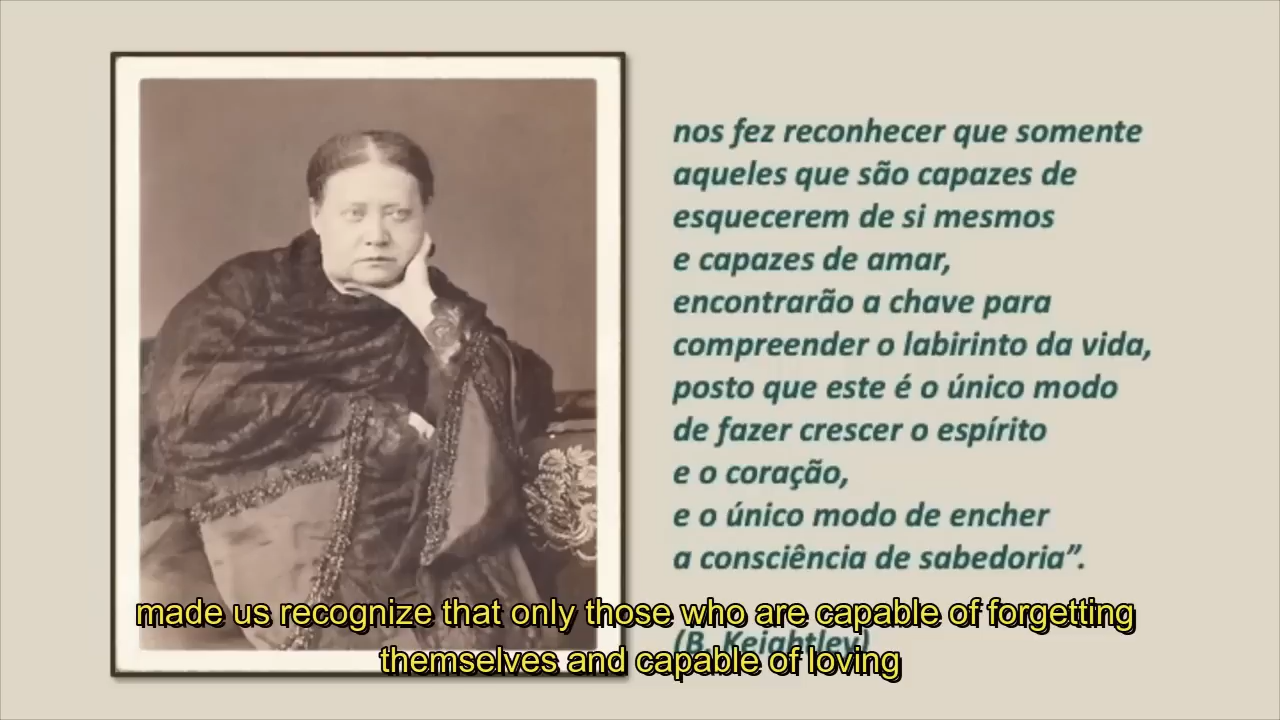 nos fez reconhecer que somente
aqueles que são capazes de
esquecerem de si mesmos
e capazes de amar,
encontrarão a chave para
compreender o labirinto da vida,
posto que este é o único modo
de fazer crescer o espírito
e o coração,
e o único modo de encher
a consciência de sabedoria”.
(B. Keightley)
made us recognize that only those who are capable of forgetting
themselves and capable of loving